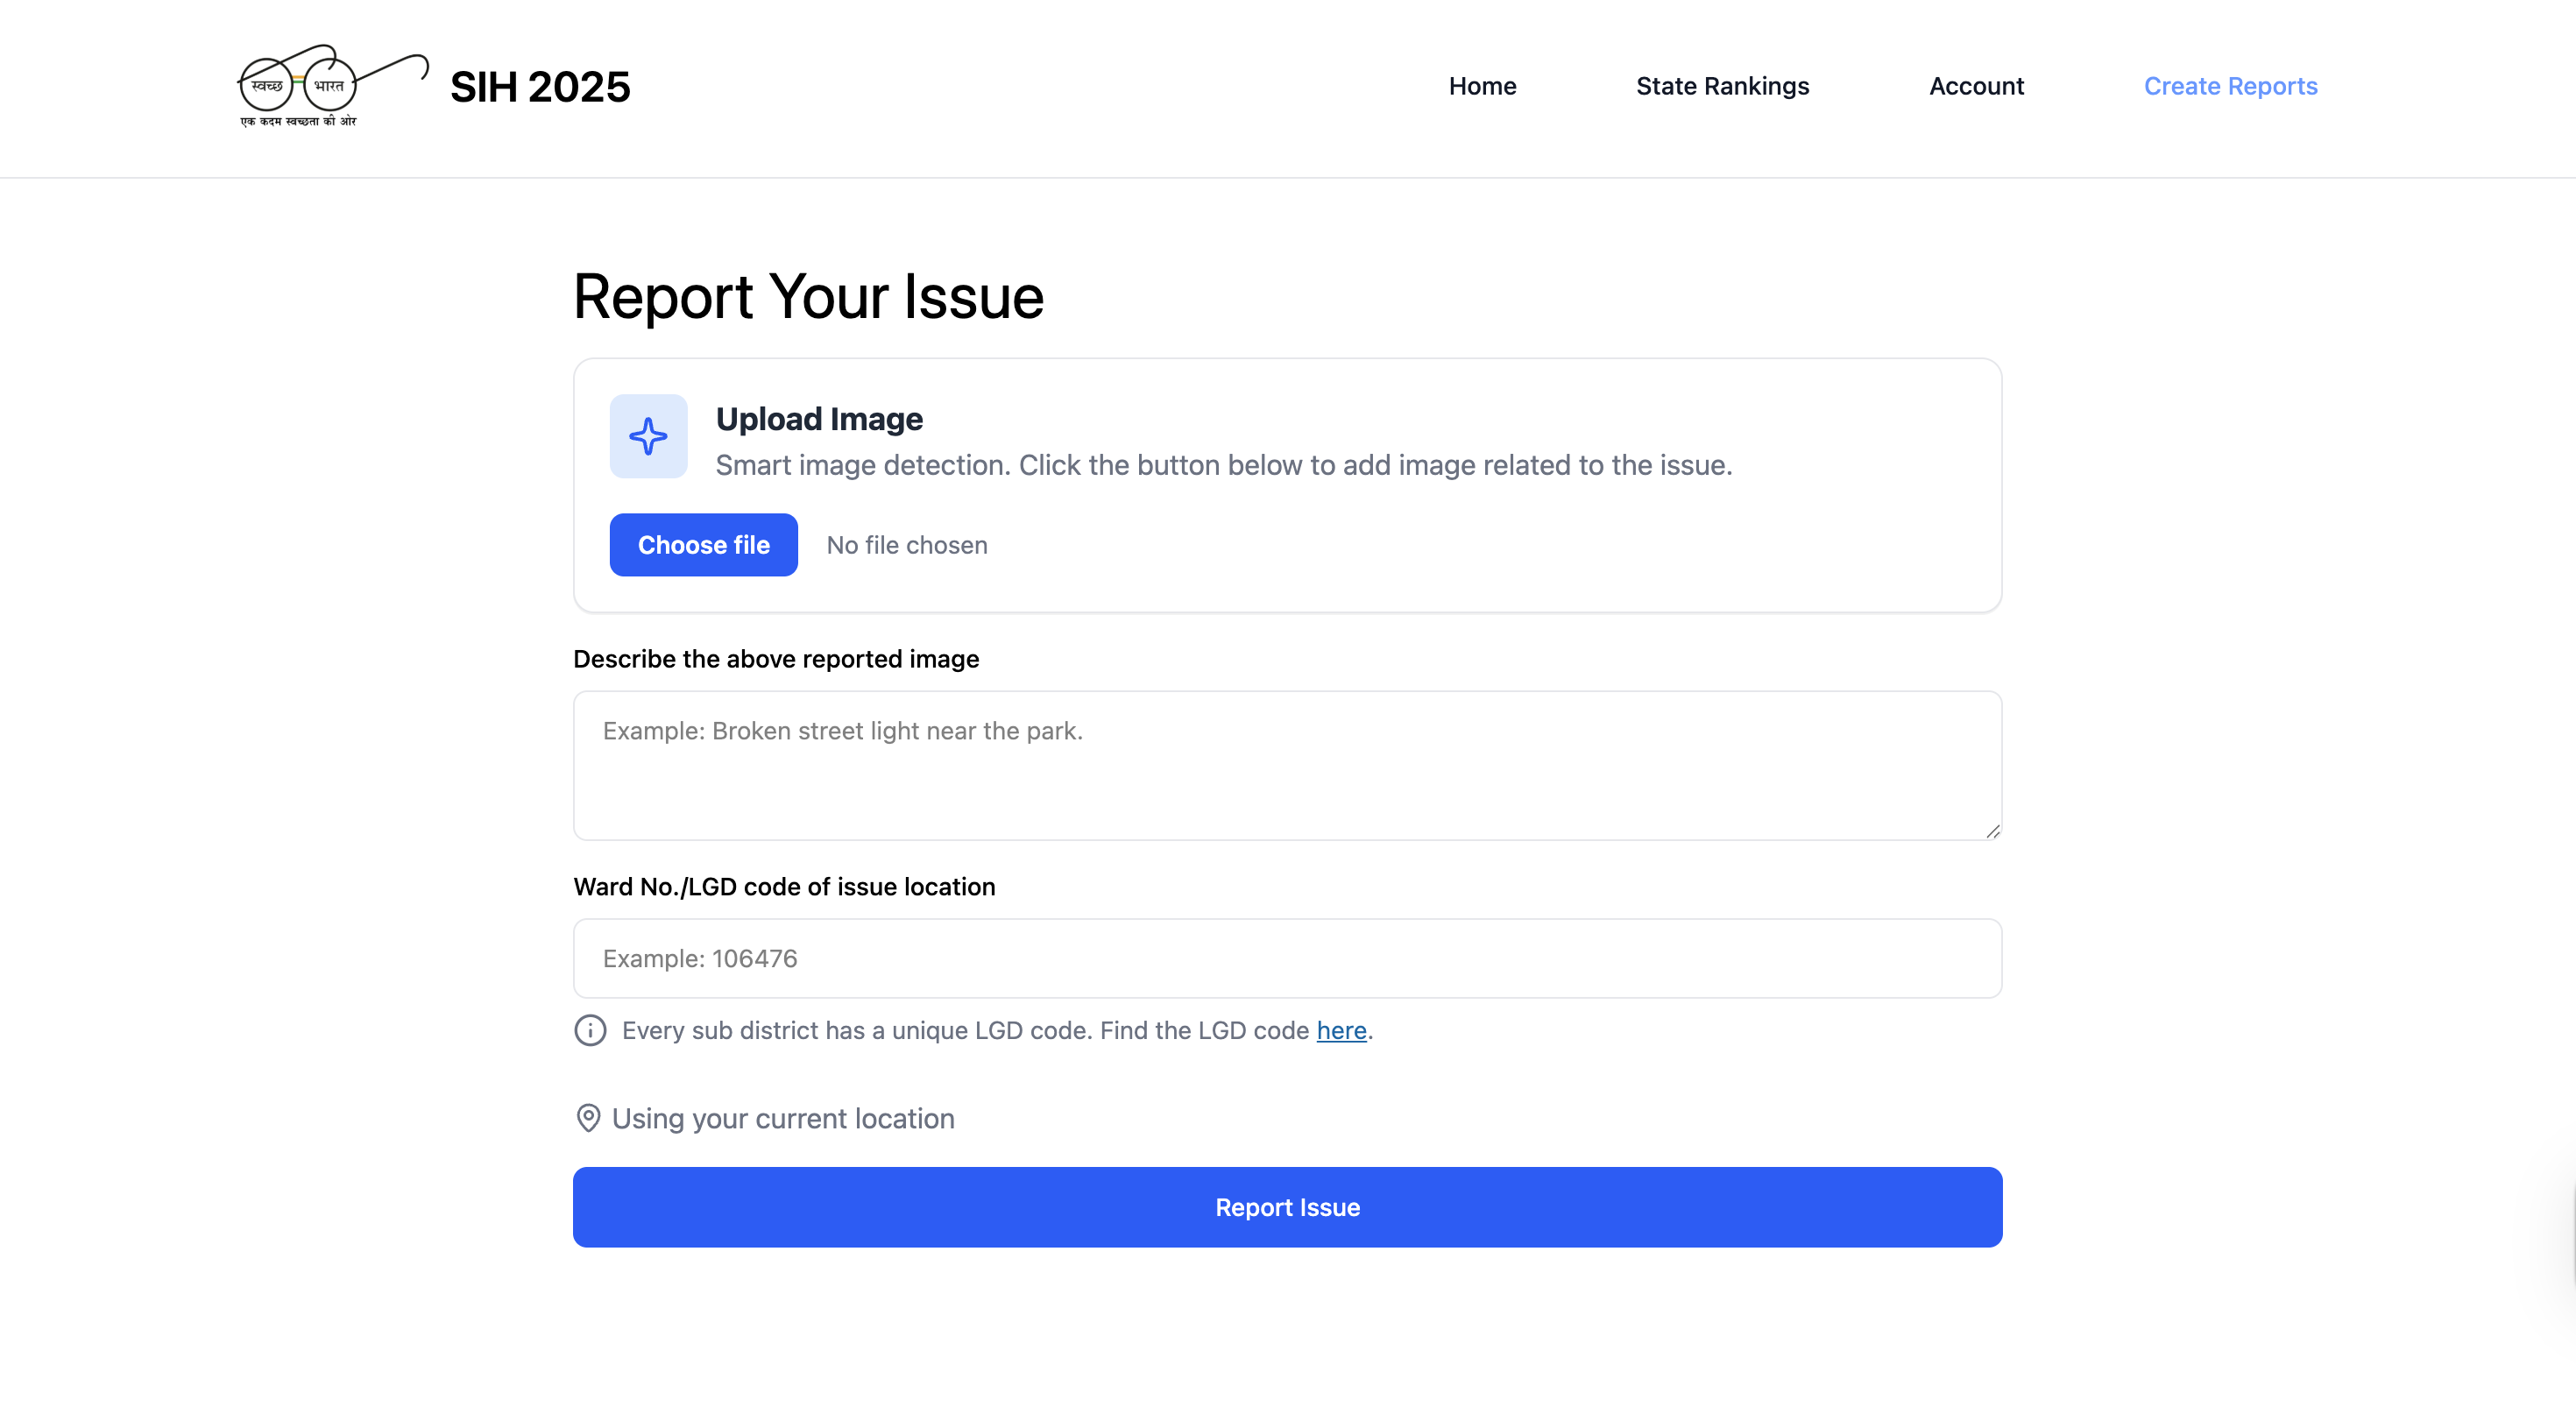 स्वच्छ भारत
एक कदम स्वच्छता की ओर
SIH 2025
Home
State Rankings
Account
Create Reports
Report Your Issue
Upload Image
Smart image detection. Click the button below to add image related to the issue.
Choose file
No file chosen
Describe the above reported image
Example: Broken street light near the park.
Ward No./LGD code of issue location
Example: 106476
Every sub district has a unique LGD code. Find the LGD code here.
Using your current location
Report Issue